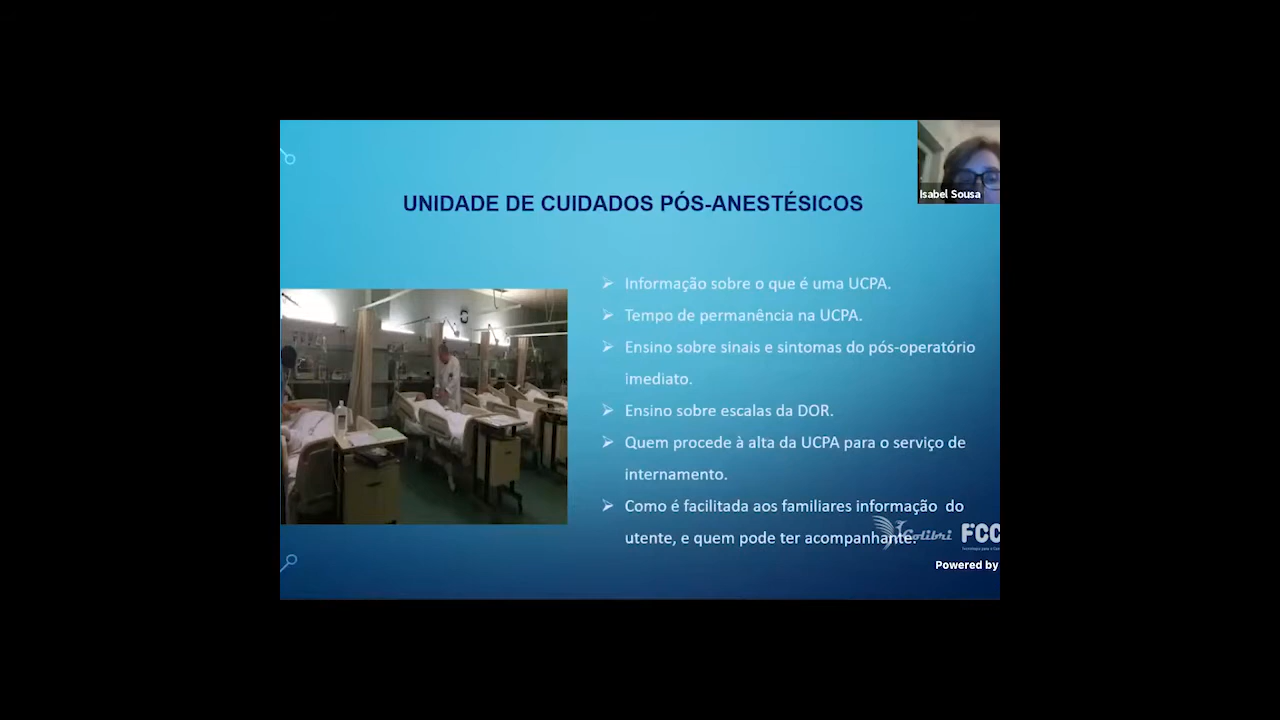 Isabel Sousa
UNIDADE DE CUIDADOS PÓS-ANESTÉSICOS
Informação sobre o que é uma UCPA.
Tempo de permanência na UCPA.
Ensino sobre sinais e sintomas do pós-operatório
imediato.
Ensino sobre escalas da DOR.
Quem procede à alta da UCPA para o serviço de
internamento.
Como é facilitada aos familiares informação do
utente, e quem pode ter acompanhante.
Colibri FCC
Powered by